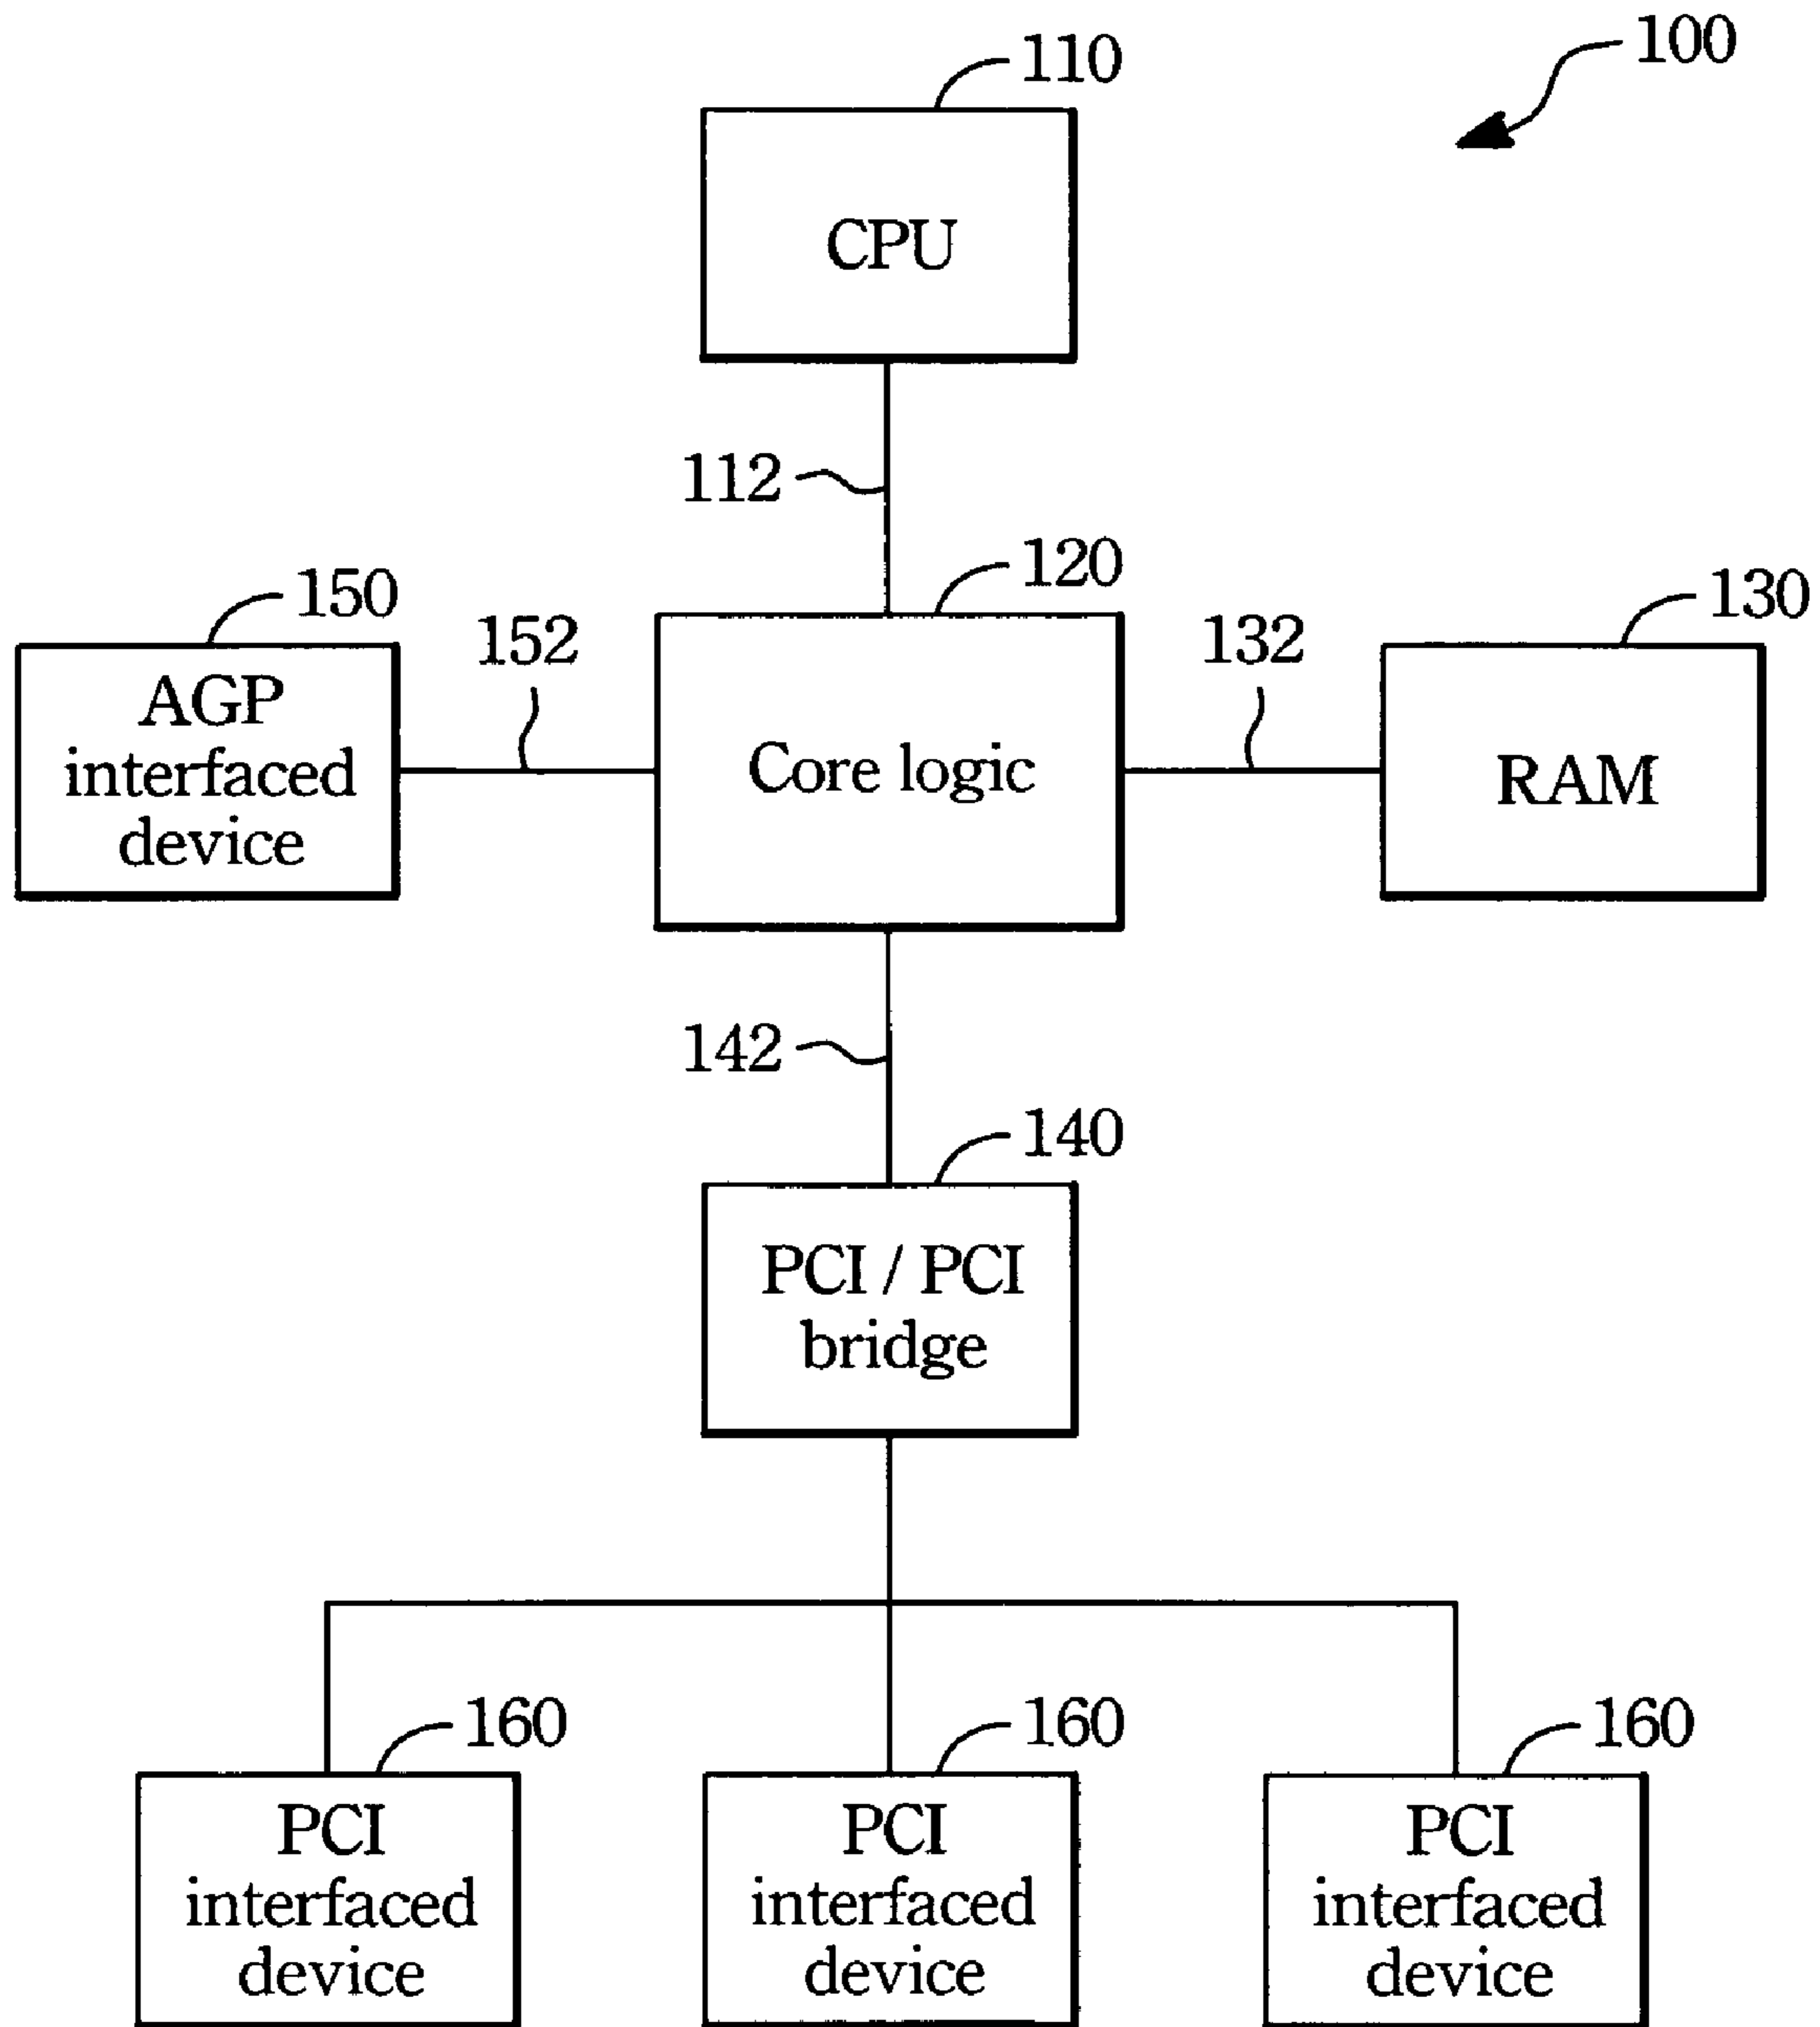 100
110
CPU
112
120
150
152
132
130
AGP
interfaced
device
Core logic
RAM
142
140
PCI / PCI
bridge
160
160
160
PCI
interfaced
device
PCI
interfaced
device
PCI
interfaced
device